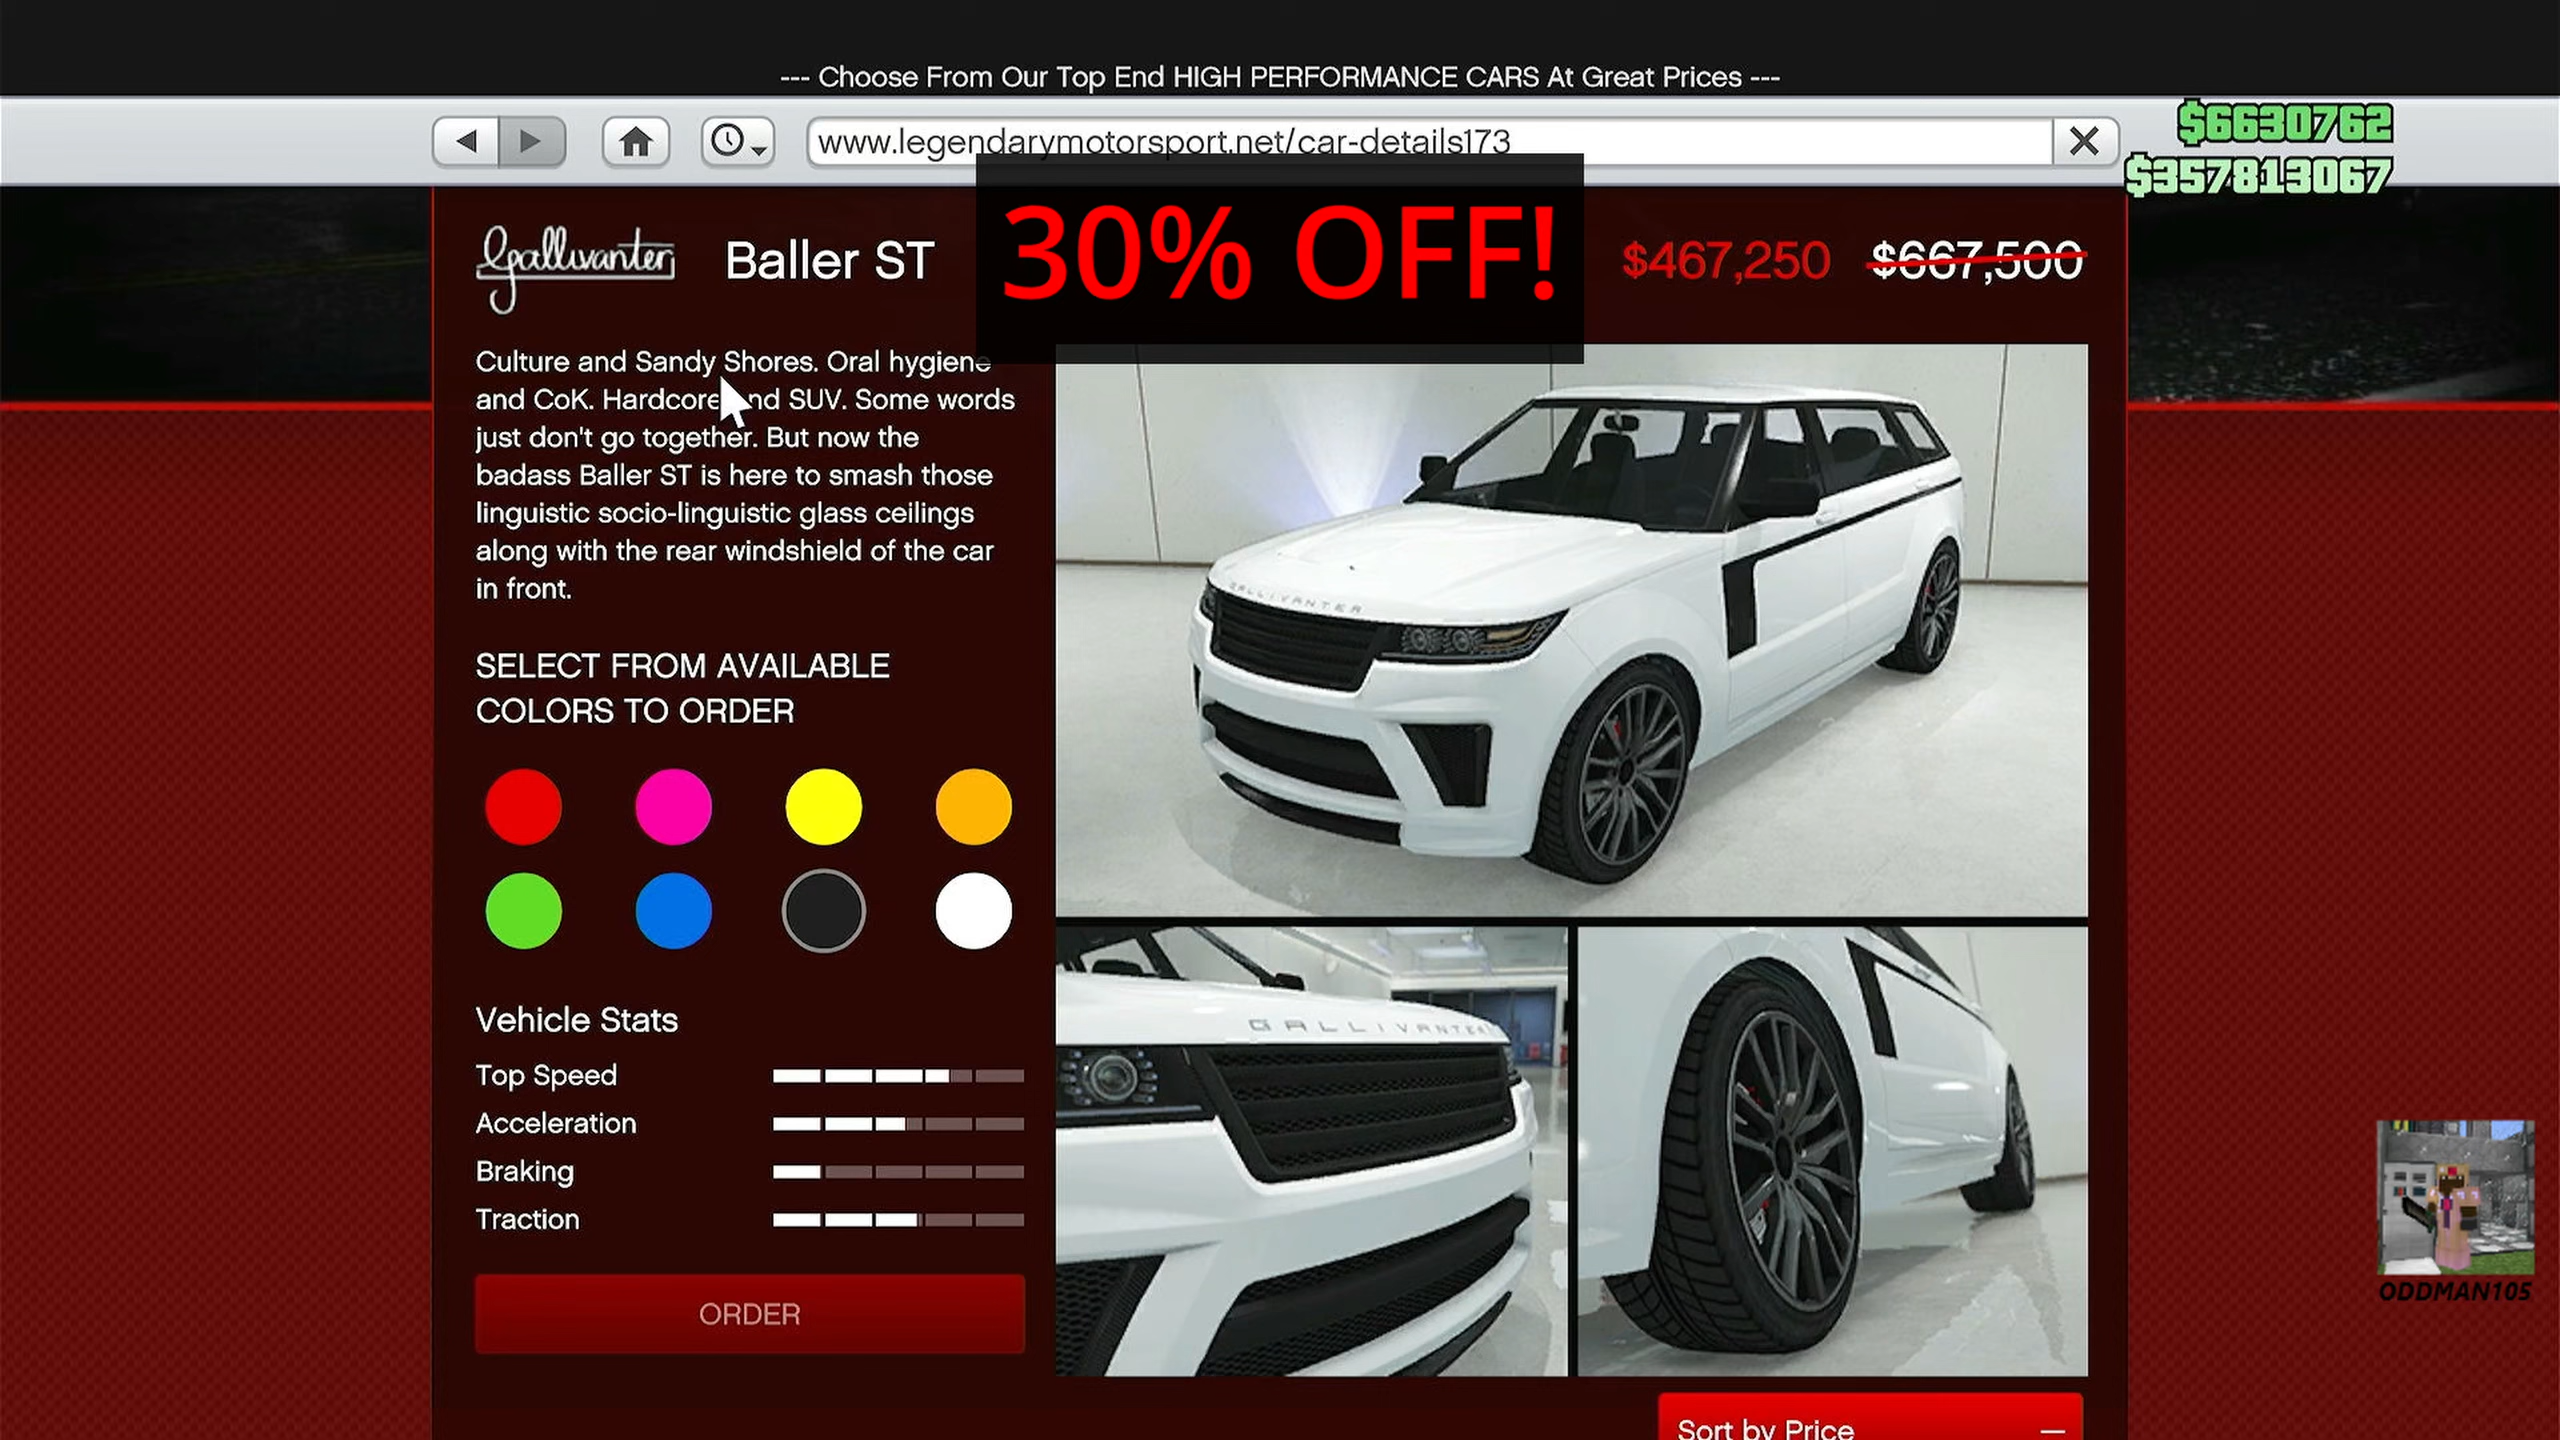 --- Choose From Our Top End HIGH PERFORMANCE CARS At Great Prices ---
www.legendarymotorsport.net/car-details173
$6630762
$357813067
Gallivanter
Baller ST
30% OFF!
$467,250 $667,500
Culture and Sandy Shores. Oral hygiene
and CoK. Hardcore and SUV. Some words
just don't go together. But now the
badass Baller ST is here to smash those
linguistic socio-linguistic glass ceilings
along with the rear windshield of the car
in front.
SELECT FROM AVAILABLE
COLORS TO ORDER
GALLIVANTER
GALLIVANTER
Vehicle Stats
Top Speed
Acceleration
Braking
Traction
ORDER
ODDMAN105
Sort by Price